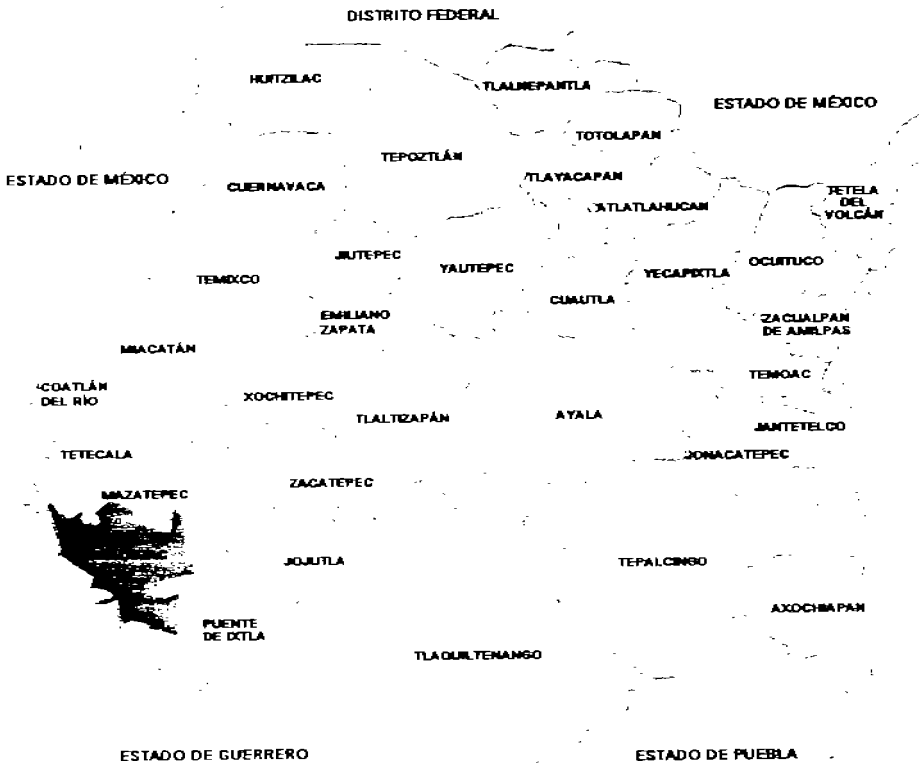 DISTRITO FEDERAL
HUITZILAC
TLALNEPANTLA
ESTADO DE MÉXICO
TOTOLAPAN
TEPOZTLÁN
ESTADO DE MÉXICO
CUERNAVACA
TLAYACAPAN
ATLATLAHUCAN
TETELA
DEL
VOLCÁN
JIUTEPEC
YAUTEPEC
OCUITUCO
TEMIXCO
YECAPIXTLA
CUAUTLA
EMILIANO
ZAPATA
ZACUALPAN
DE AMILPAS
MIACATÁN
TEMOAC
COATLÁN
DEL RÍO
XOCHITEPEC
TLALTIZAPÁN
AYALA
JANTETELCO
TETECALA
JONACATEPEC
ZACATEPEC
MAZATEPEC
JOJUTLA
TEPALCINGO
AXOCHIAPAN
PUENTE
DE IXTLA
TLAQUILTENANGO
ESTADO DE GUERRERO
ESTADO DE PUEBLA